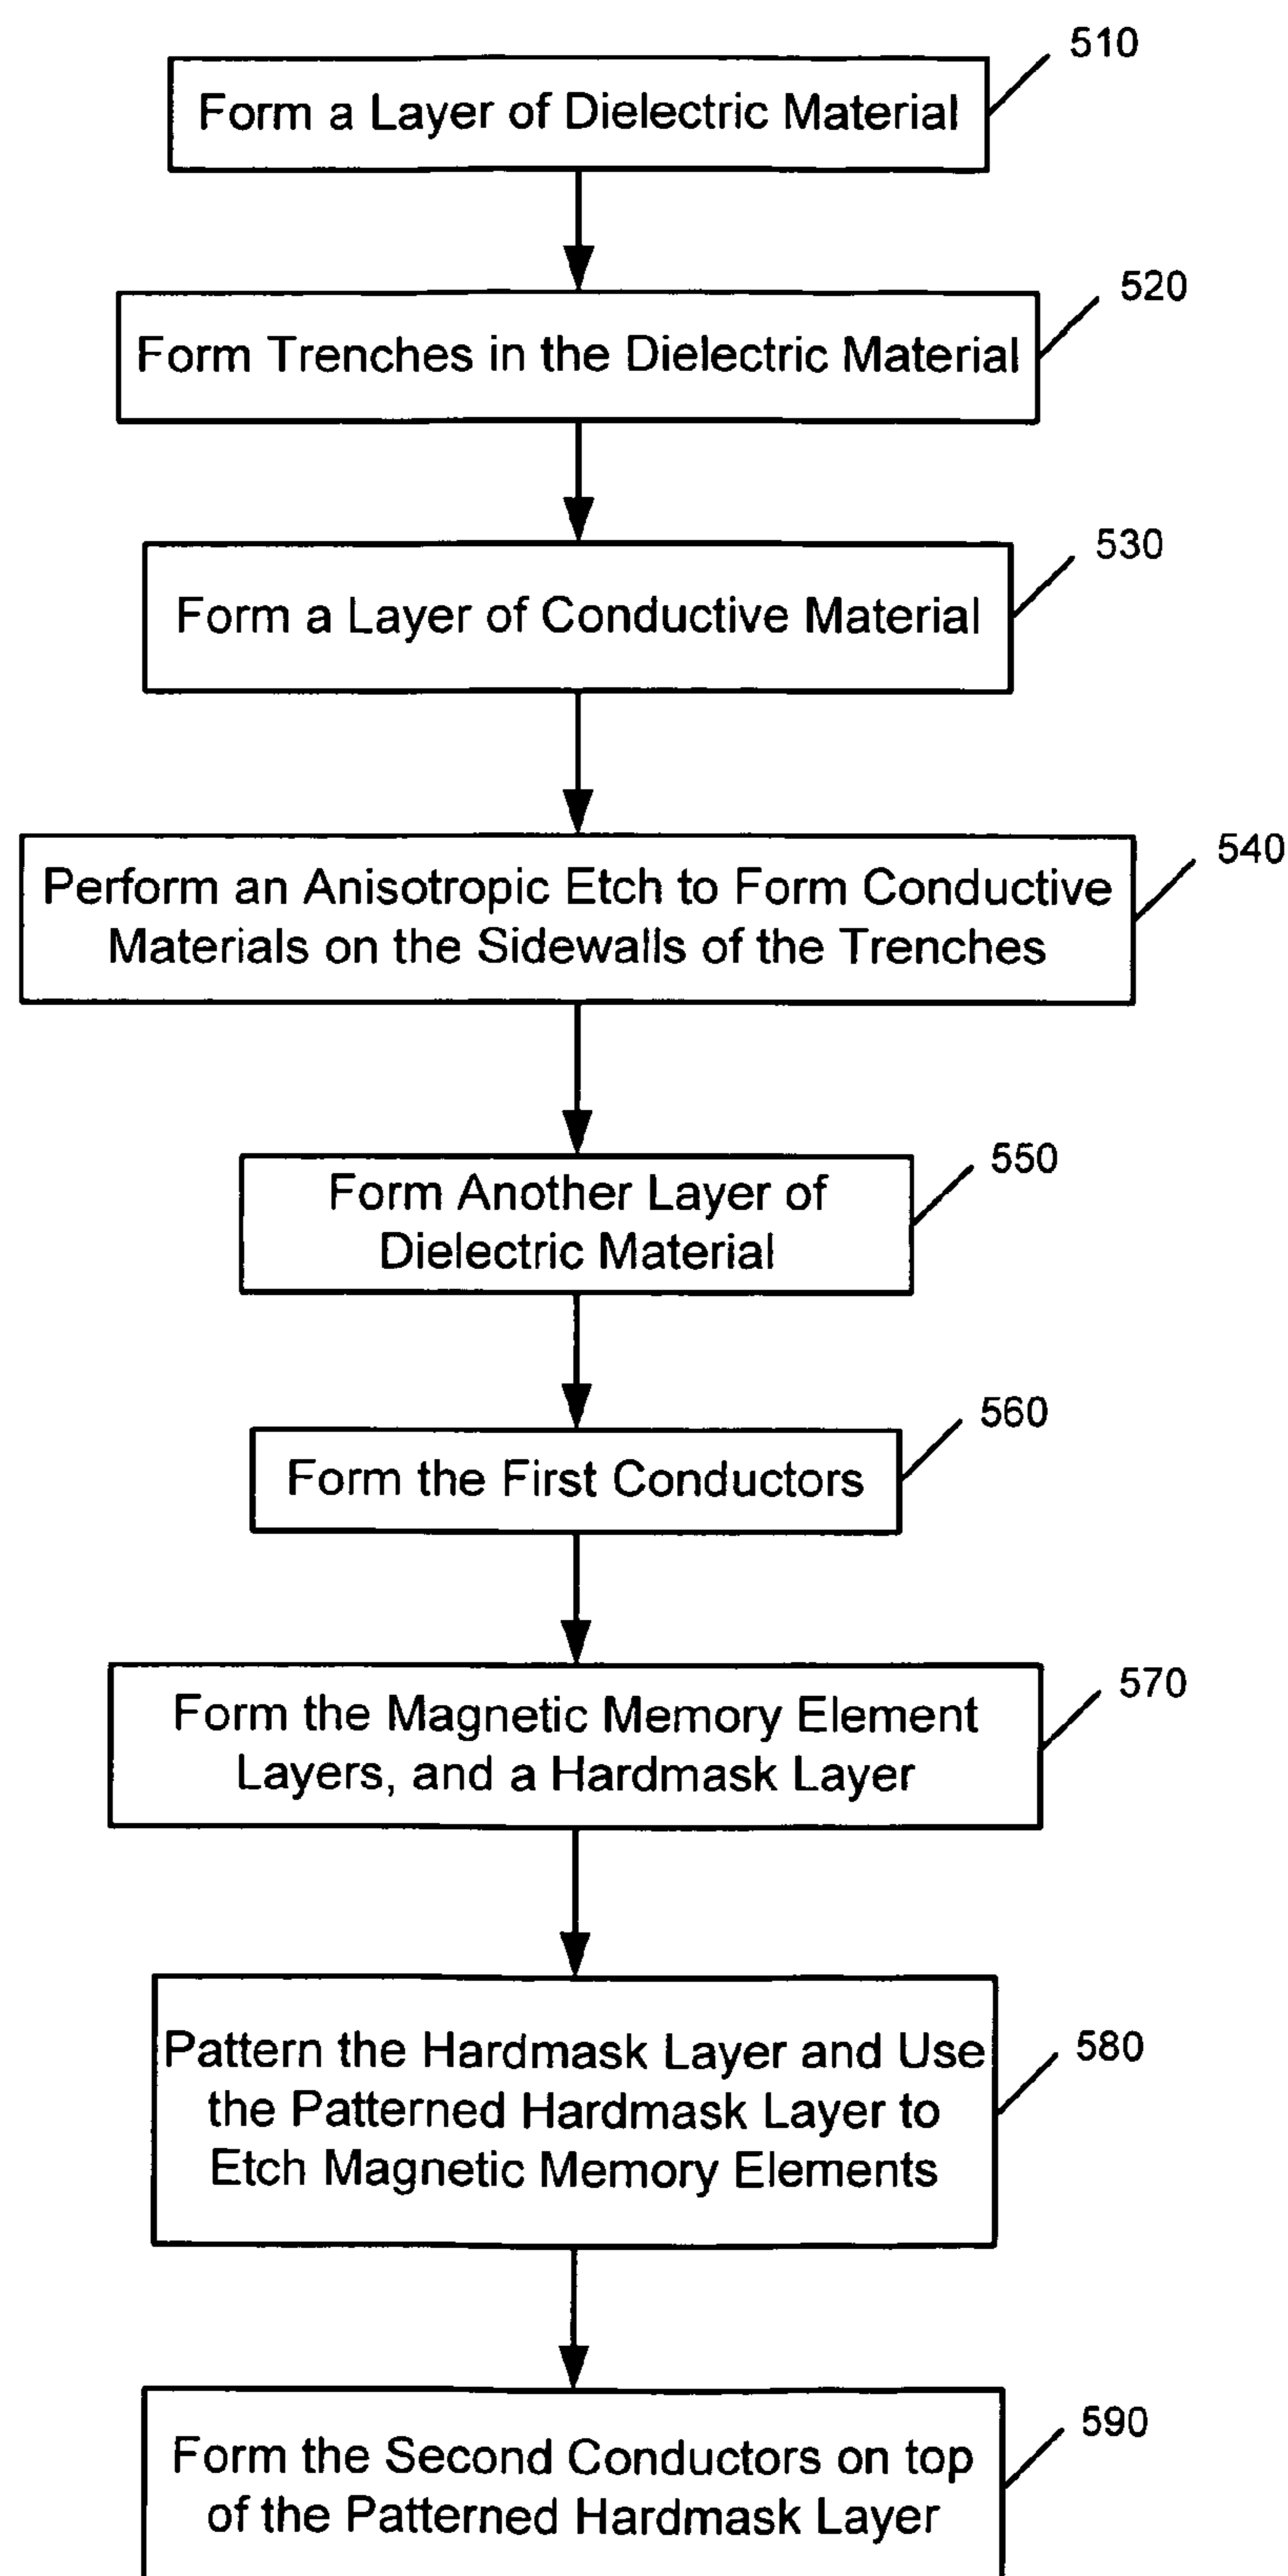 510
Form a Layer of Dielectric Material
520
Form Trenches in the Dielectric Material
530
Form a Layer of Conductive Material
540
Perform an Anisotropic Etch to Form Conductive
Materials on the Sidewalls of the Trenches
550
Form Another Layer of
Dielectric Material
560
Form the First Conductors
570
Form the Magnetic Memory Element
Layers, and a Hardmask Layer
580
Pattern the Hardmask Layer and Use
the Patterned Hardmask Layer to
Etch Magnetic Memory Elements
590
Form the Second Conductors on top
of the Patterned Hardmask Layer